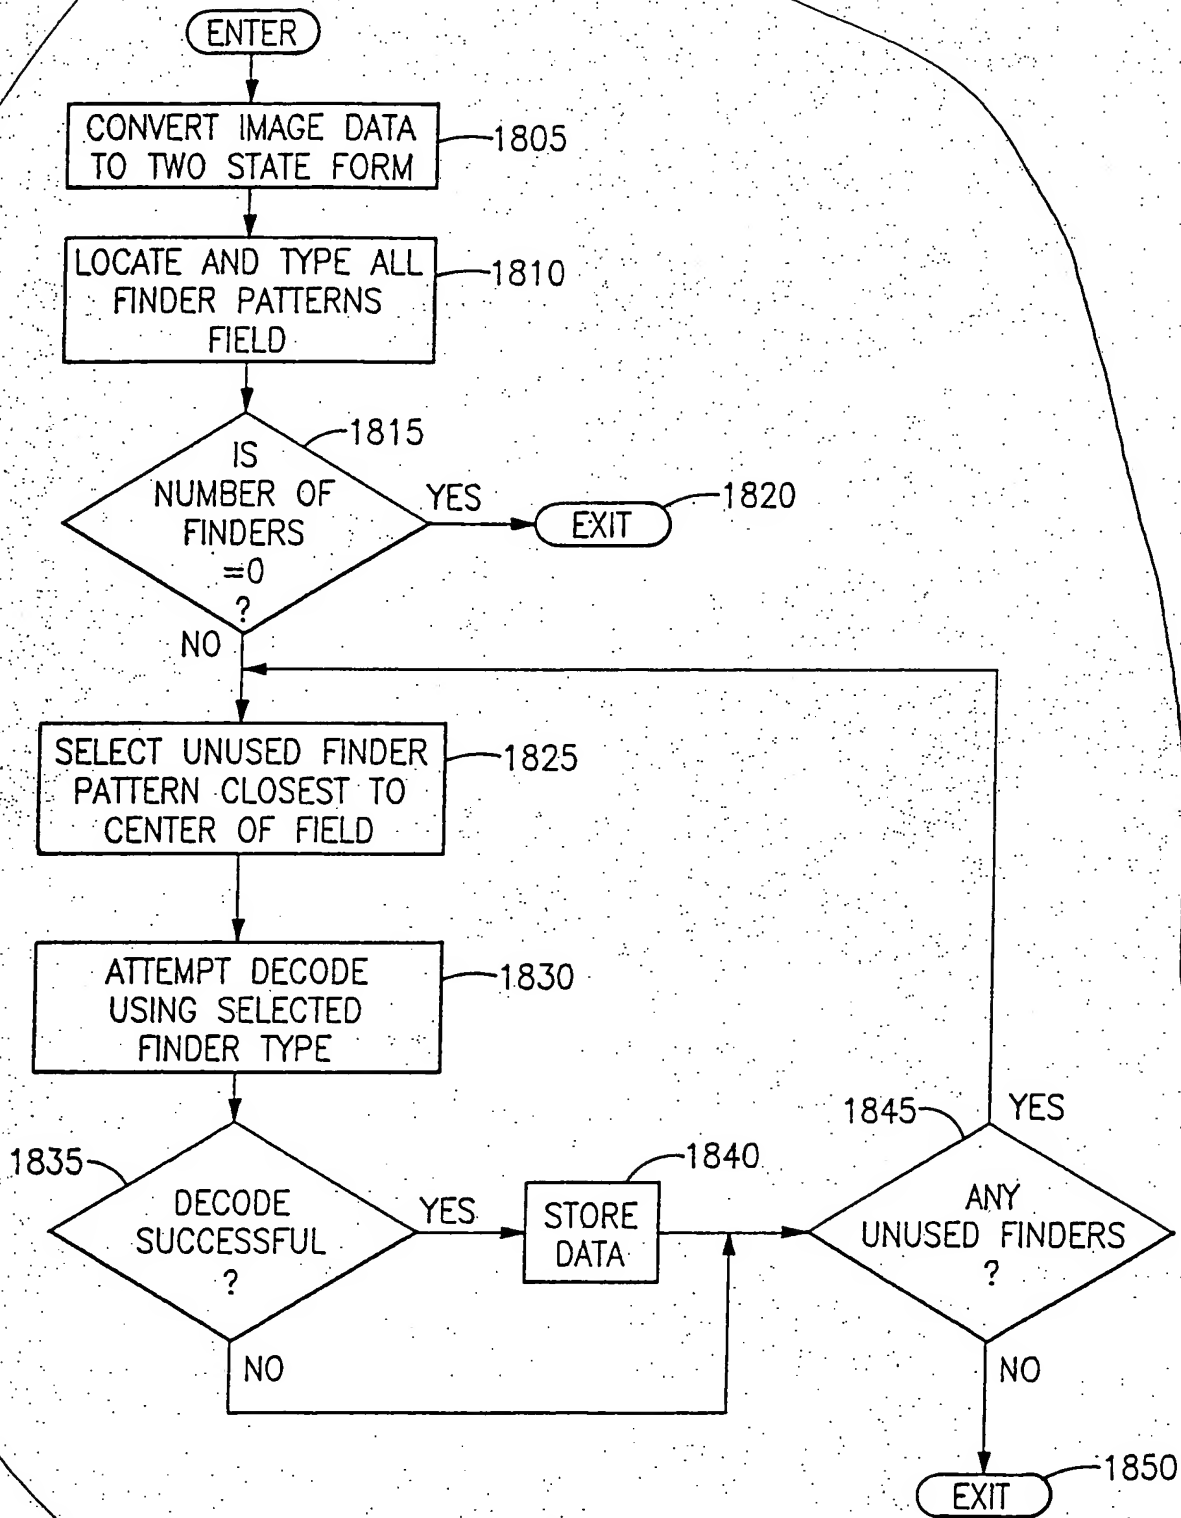 ENTER
CONVERT IMAGE DATA
TO TWO STATE FORM
1805
LOCATE AND TYPE ALL
FINDER PATTERNS
FIELD
1810
IS
NUMBER OF
FINDERS
=0
?
1815
YES
EXIT
1820
NO
SELECT UNUSED FINDER
PATTERN CLOSEST TO
CENTER OF FIELD
1825
ATTEMPT DECODE
USING SELECTED
FINDER TYPE
1830
1835
DECODE
SUCCESSFUL
?
YES
STORE
DATA
1840
1845
YES
ANY
UNUSED FINDERS
?
NO
NO
EXIT
1850